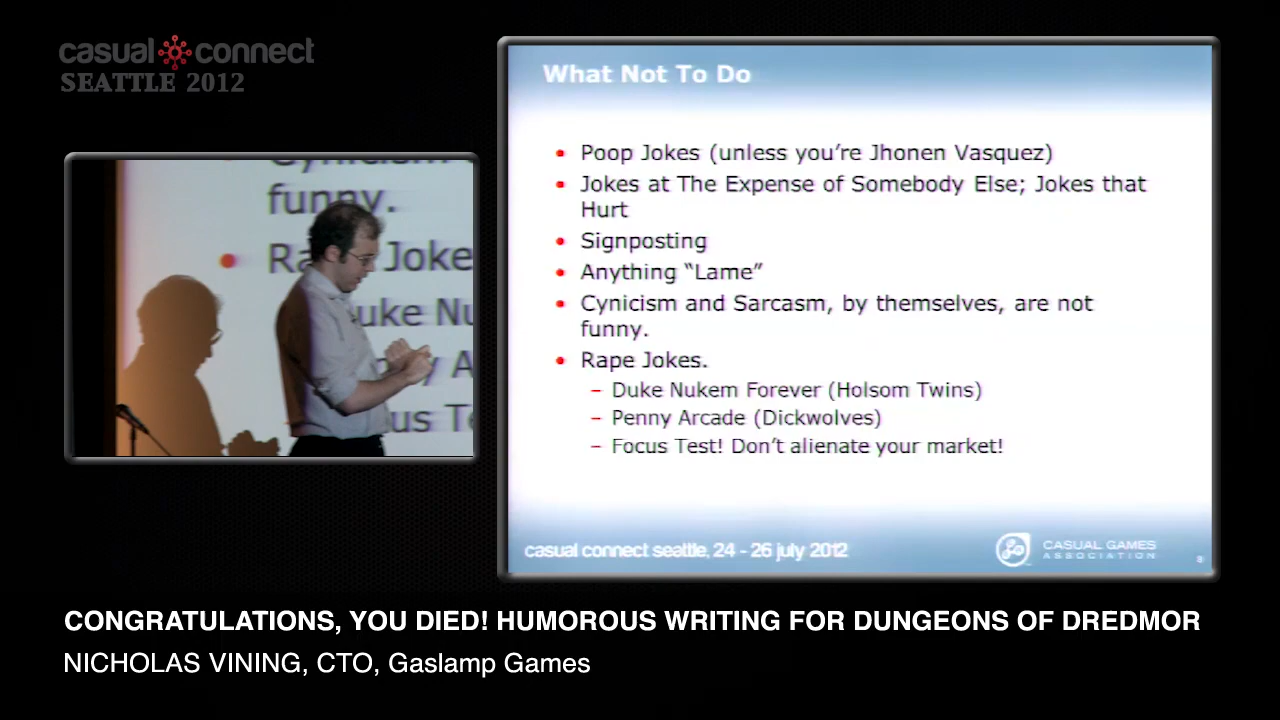 casual connect
SEATTLE 2012
What Not To Do
• Poop Jokes (unless you're Jhonen Vasquez)
• Jokes at The Expense of Somebody Else; Jokes that
Hurt
• Signposting
• Anything “Lame”
• Cynicism and Sarcasm, by themselves, are not
funny.
• Rape Jokes.
– Duke Nukem Forever (Holsom Twins)
– Penny Arcade (Dickwolves)
– Focus Test! Don't alienate your market!
casual connect seattle, 24 - 26 july 2012
CASUAL GAMES
ASSOCIATION
funny.
Joke
uke Nu
y A
us Te
CONGRATULATIONS, YOU DIED! HUMOROUS WRITING FOR DUNGEONS OF DREDMOR
NICHOLAS VINING, CTO, Gaslamp Games